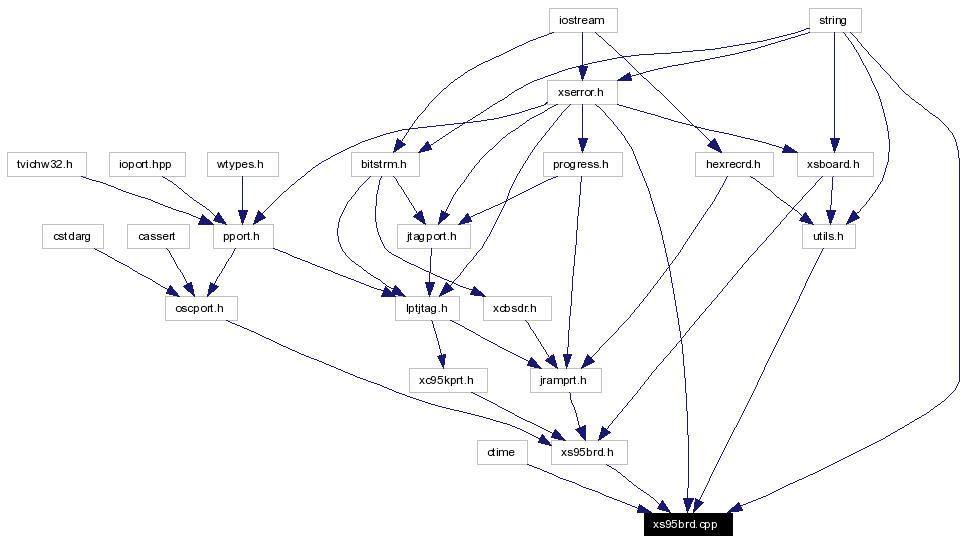 iostream
string
xserror.h
tvichw32.h
ioport.hpp
wtypes.h
bitstrm.h
progress.h
hexrecrd.h
xsboard.h
cstdarg
cassert
pport.h
jtagport.h
utils.h
oscport.h
lptjtag.h
xcbsdr.h
xc95kprt.h
jramprt.h
ctime
xs95brd.h
xs95brd.cpp